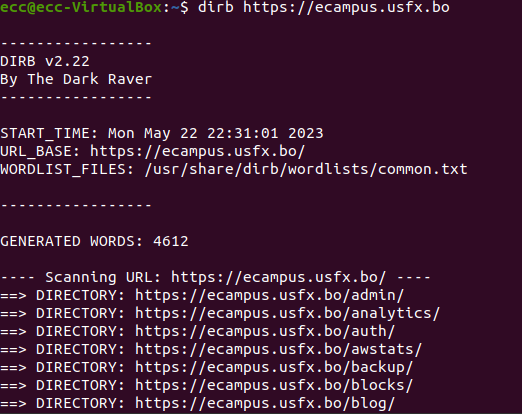 ecc@ecc-VirtualBox:~$ dirb https://ecampus.usfx.bo
-----------------
DIRB v2.22
By The Dark Raver
-----------------
START_TIME: Mon May 22 22:31:01 2023
URL_BASE: https://ecampus.usfx.bo/
WORDLIST_FILES: /usr/share/dirb/wordlists/common.txt
-----------------
GENERATED WORDS: 4612
---- Scanning URL: https://ecampus.usfx.bo/ ----
==> DIRECTORY: https://ecampus.usfx.bo/admin/
==> DIRECTORY: https://ecampus.usfx.bo/analytics/
==> DIRECTORY: https://ecampus.usfx.bo/auth/
==> DIRECTORY: https://ecampus.usfx.bo/awstats/
==> DIRECTORY: https://ecampus.usfx.bo/backup/
==> DIRECTORY: https://ecampus.usfx.bo/blocks/
==> DIRECTORY: https://ecampus.usfx.bo/blog/